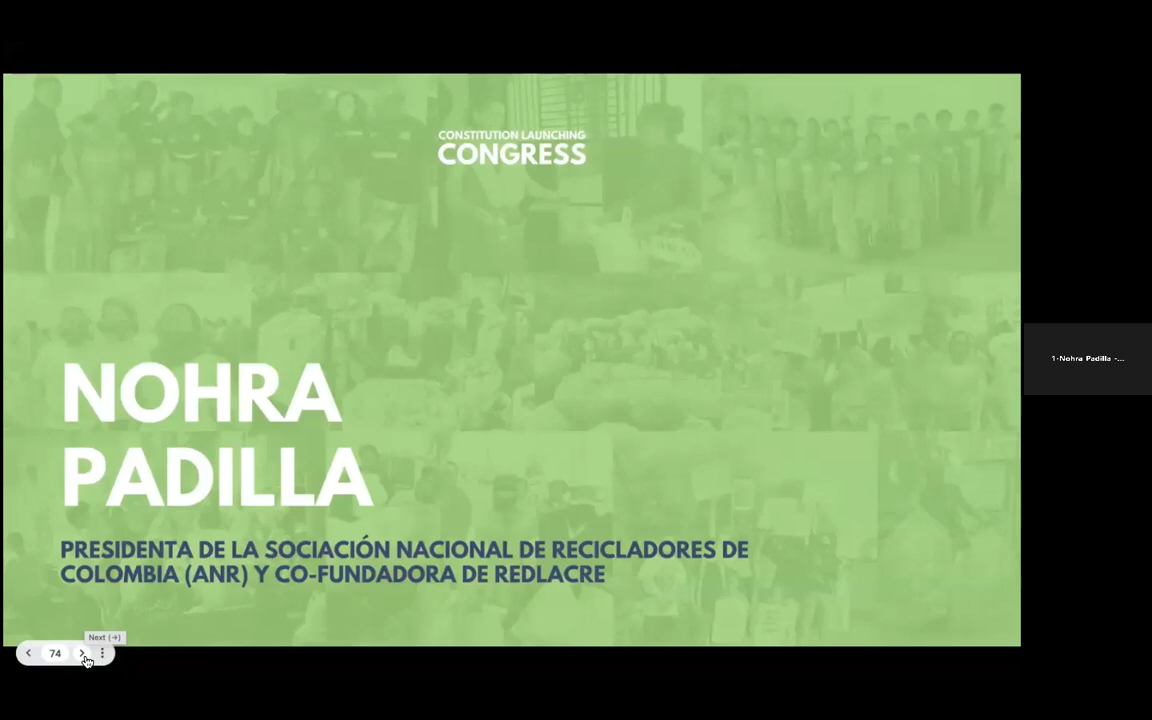 CONSTITUTION LAUNCHING
CONGRESS
NOHRA
PADILLA
PRESIDENTA DE LA SOCIACIÓN NACIONAL DE RECICLADORES DE
COLOMBIA (ANR) Y CO-FUNDADORA DE REDLACRE
1-Nohra Padilla -...
Next (→)
74